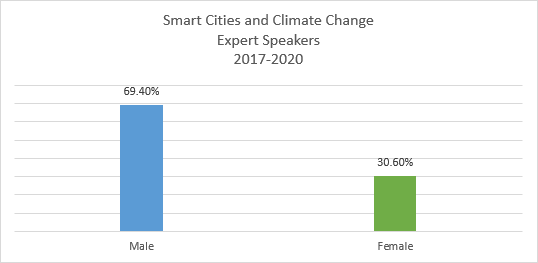 Smart Cities and Climate Change
Expert Speakers
2017-2020
69.40%
30.60%
Male
Female